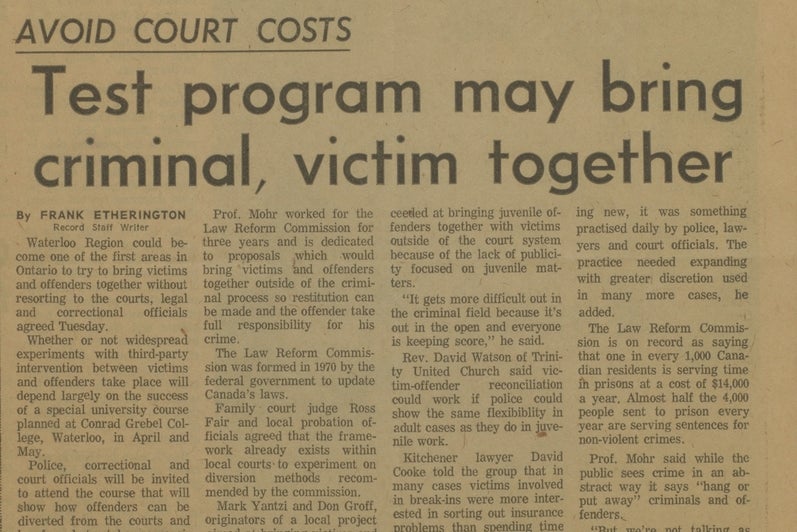 AVOID COURT COSTS
Test program may bring
criminal, victim together
By FRANK ETHERINGTON
Record Staff Writer
Waterloo Region could be-
come one of the first areas in
Ontario to try to bring victims
and offenders together without
resorting to the courts, legal
and correctional officials
agreed Tuesday.
Whether or not widespread
experiments with third-party
intervention between victims
and offenders take place will
depend largely on the success
of a special university course
planned at Conrad Grebel Col-
lege, Waterloo, in April and
May.
Police, correctional and
court officials will be invited
to attend the course that will
show how offenders can be
diverted from the courts and
Prof. Mohr worked for the
Law Reform Commission for
three years and is dedicated
to proposals which would
bring victims and offenders
together outside of the crimi-
nal process so restitution can
be made and the offender take
full responsibility for his
crime.
The Law Reform Commis-
sion was formed in 1970 by the
federal government to update
Canada's laws.
Family court judge Ross
Fair and local probation of-
ficials agreed that the frame-
work already exists within
local courts to experiment on
diversion methods recom-
mended by the commission.
Mark Yantzi and Don Groff,
originators of a local project
ceeded at bringing juvenile of-
fenders together with victims
outside of the court system
because of the lack of publici-
ty focused on juvenile mat-
ters.
"It gets more difficult out in
the criminal field because it's
out in the open and everyone
is keeping score," he said.
Rev. David Watson of Trini-
ty United Church said vic-
tim-offender reconciliation
could work if police could
show the same flexibiblity in
adult cases as they do in juve-
nile work.
Kitchener lawyer David
Cooke told the group that in
many cases victims involved
in break-ins were more inter-
ested in sorting out insurance
problems than spending time
ing new, it was something
practised daily by police, law-
yers and court officials. The
practice needed expanding
with greater discretion used
in many more cases, he
added.
The Law Reform Commis-
sion is on record as saying
that one in every 1,000 Cana-
dian residents is serving time
in prisons at a cost of $14,000
a year. Almost half the 4,000
people sent to prison every
year are serving sentences for
non-violent crimes.
Prof. Mohr said while the
public sees crime in an ab-
stract way it says "hang or
put away" criminals and of-
fenders.
"But we're not talking as